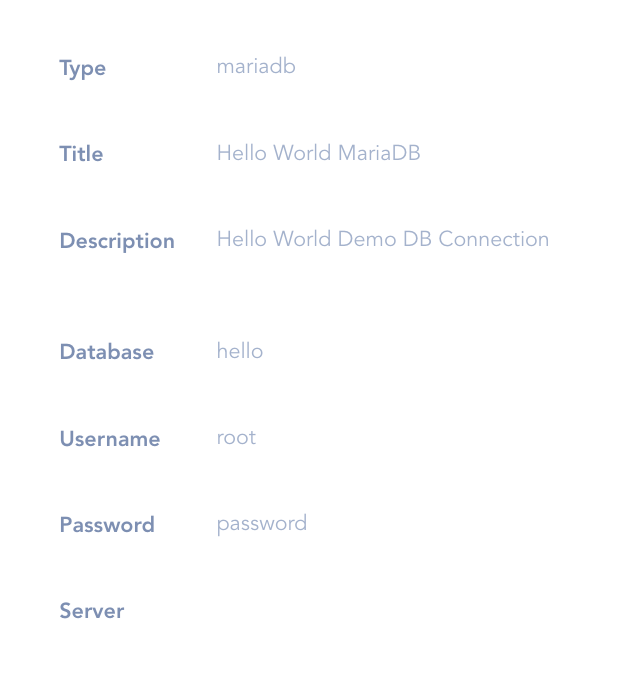 Type mariadb
Title Hello World MariaDB
Description Hello World Demo DB Connection
Database hello
Username root
Password password
Server